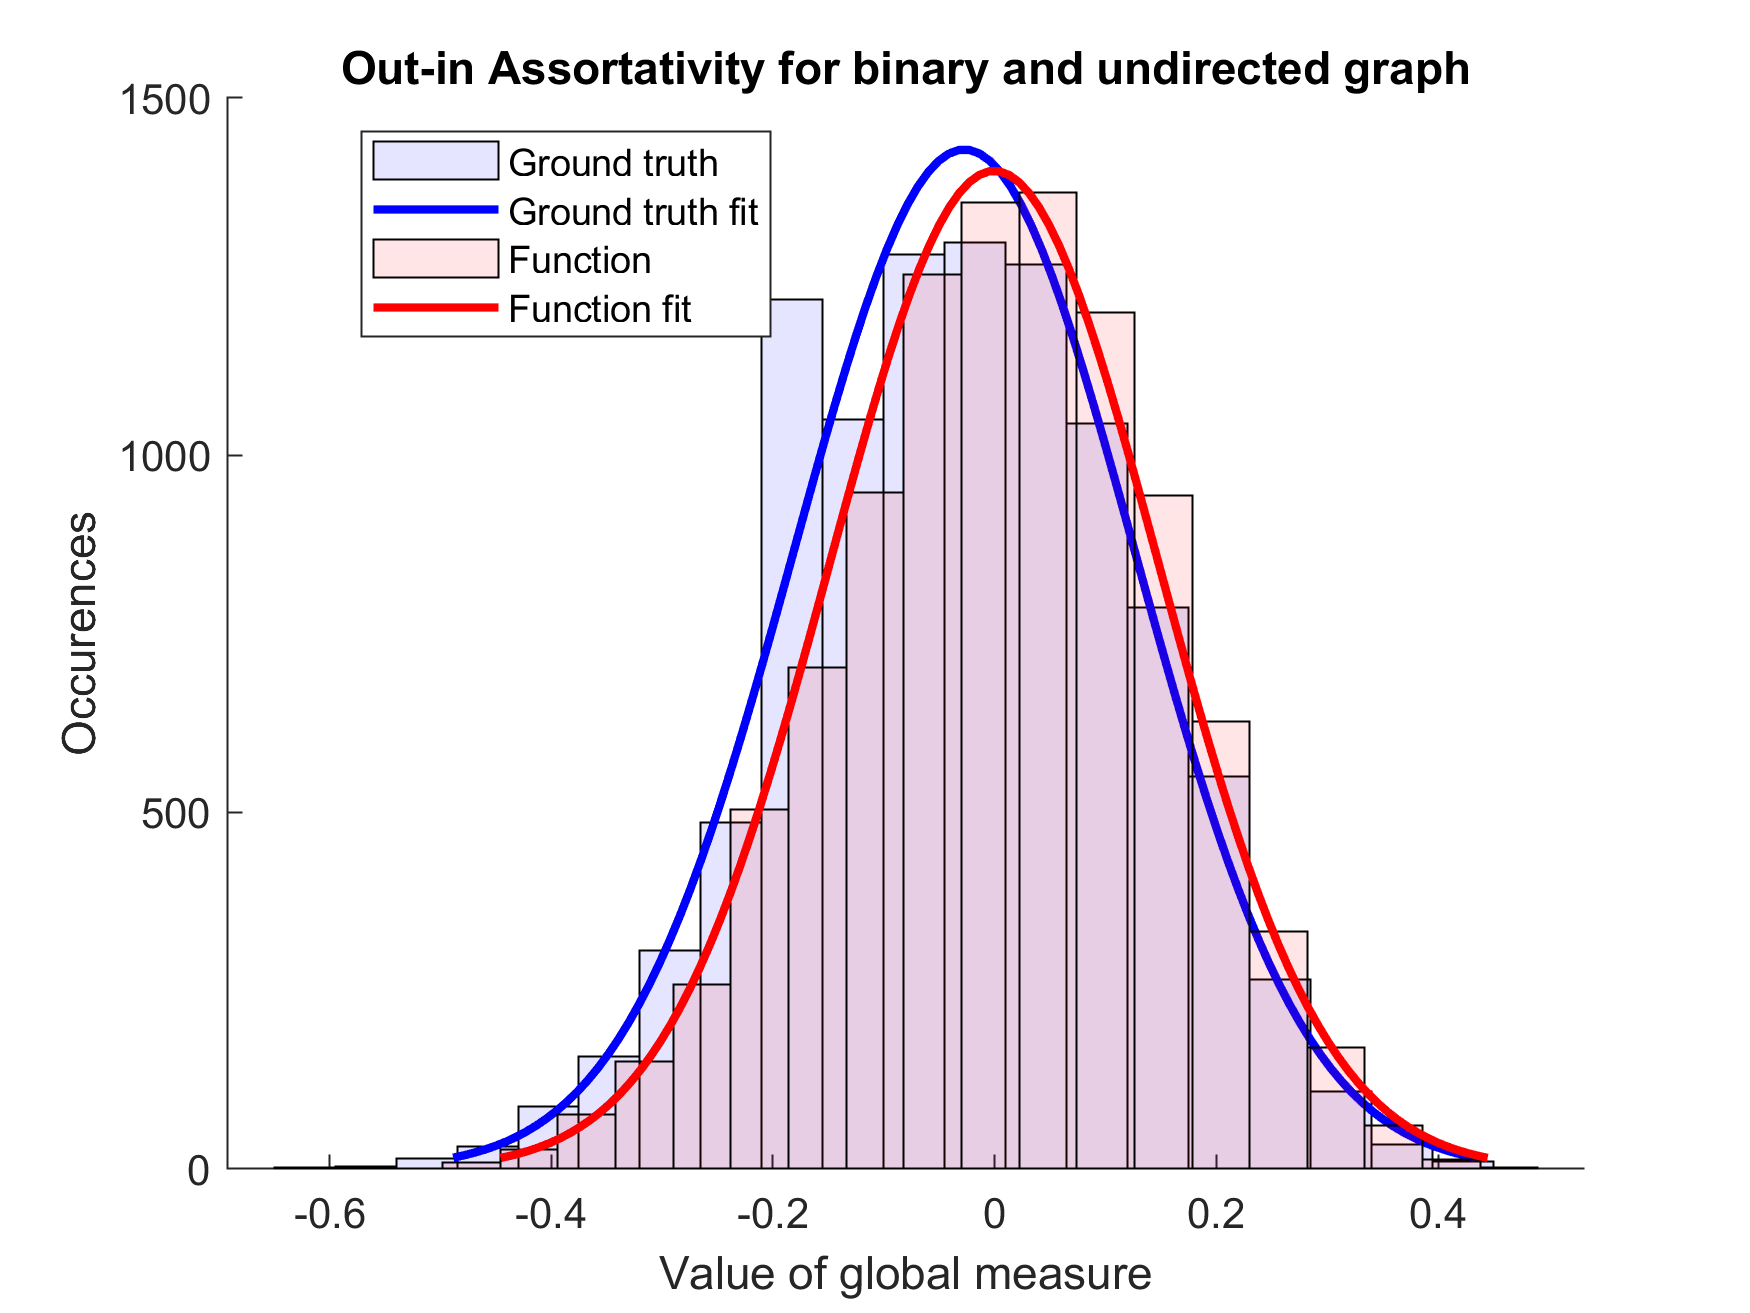 Out-in Assortativity for binary and undirected graph
1500
1000
500
0
Occurences
Ground truth
Ground truth fit
Function
Function fit
-0.6
-0.4
-0.2
0
0.2
0.4
Value of global measure